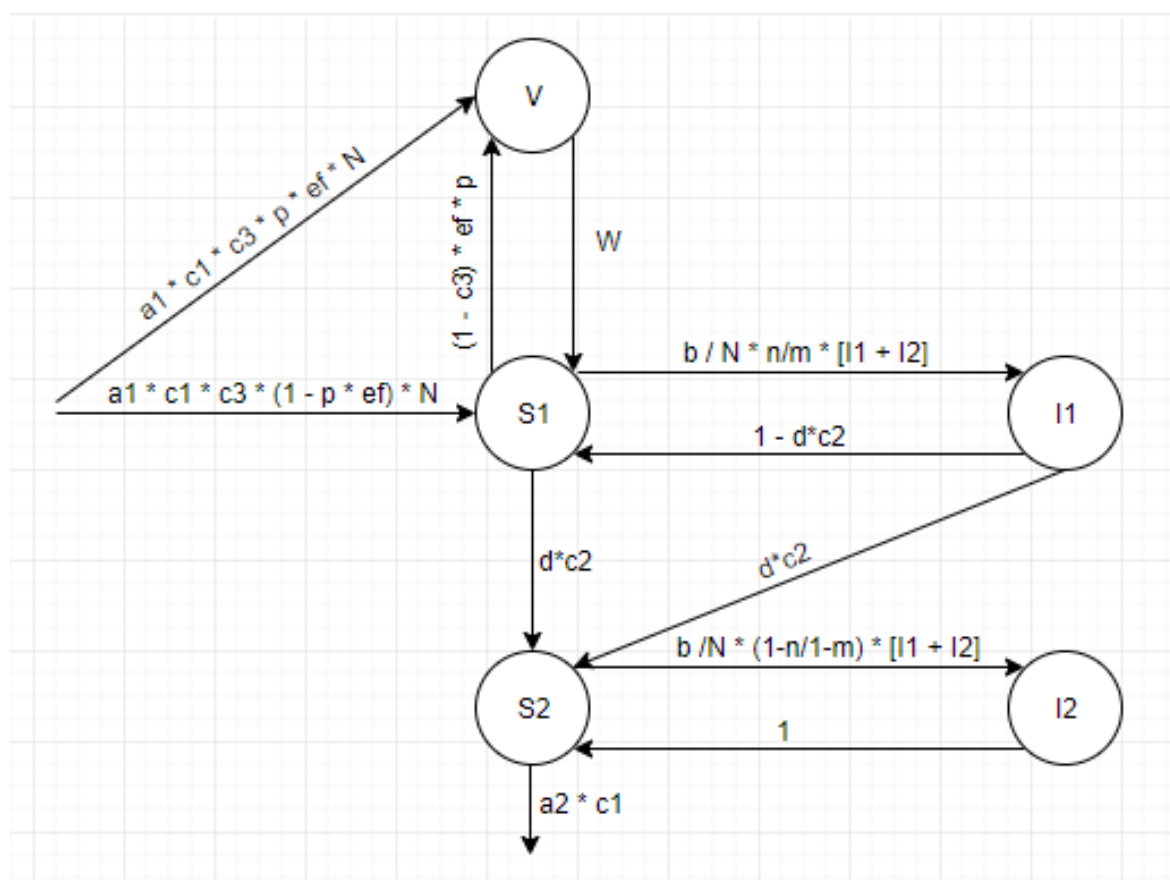 V
a1 * c1 * c3 * p * ef * N
(1 - c3) * ef * p
W
b / N * n/m * [I1 + I2]
a1 * c1 * c3 * (1 - p * ef) * N
S1
I1
1 - d*c2
d*c2
d*c2
b /N * (1-n/1-m) * [I1 + I2]
S2
I2
1
a2 * c1